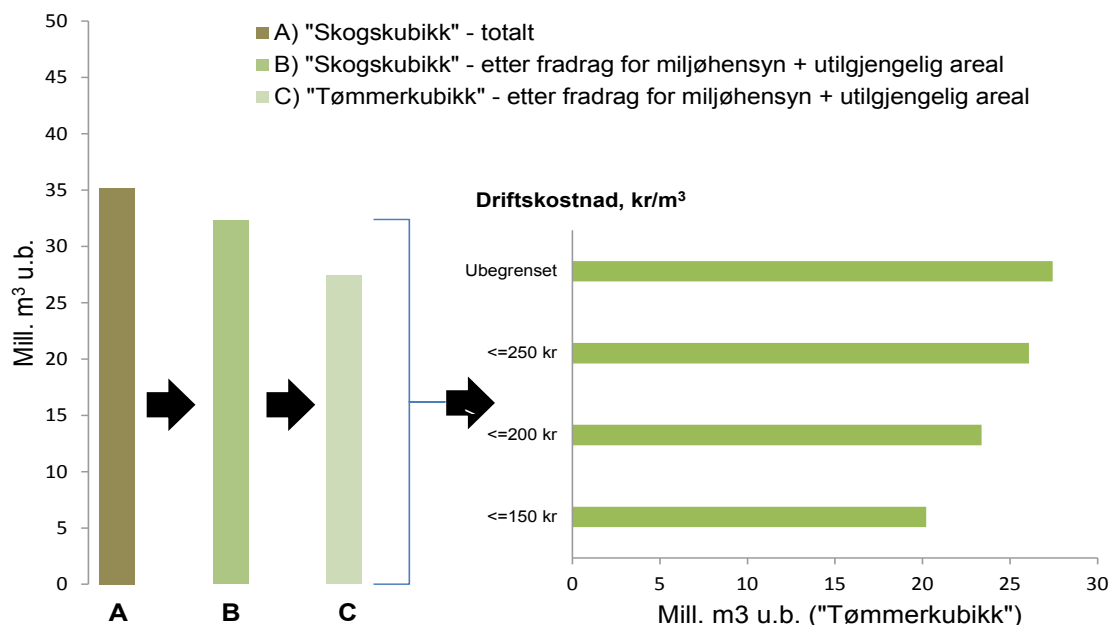 50
45
40
35
30
25
20
15
10
5
0
Mill. m³ u.b.
A) "Skogskubikk" - totalt
B) "Skogskubikk" - etter fradrag for miljøhensyn + utilgjengelig areal
C) "Tømmerkubikk" - etter fradrag for miljøhensyn + utilgjengelig areal
A B C
Driftskostnad, kr/m³
Ubegrenset
<=250 kr
<=200 kr
<=150 kr
0 5 10 15 20 25 30
Mill. m3 u.b. ("Tømmerkubikk")